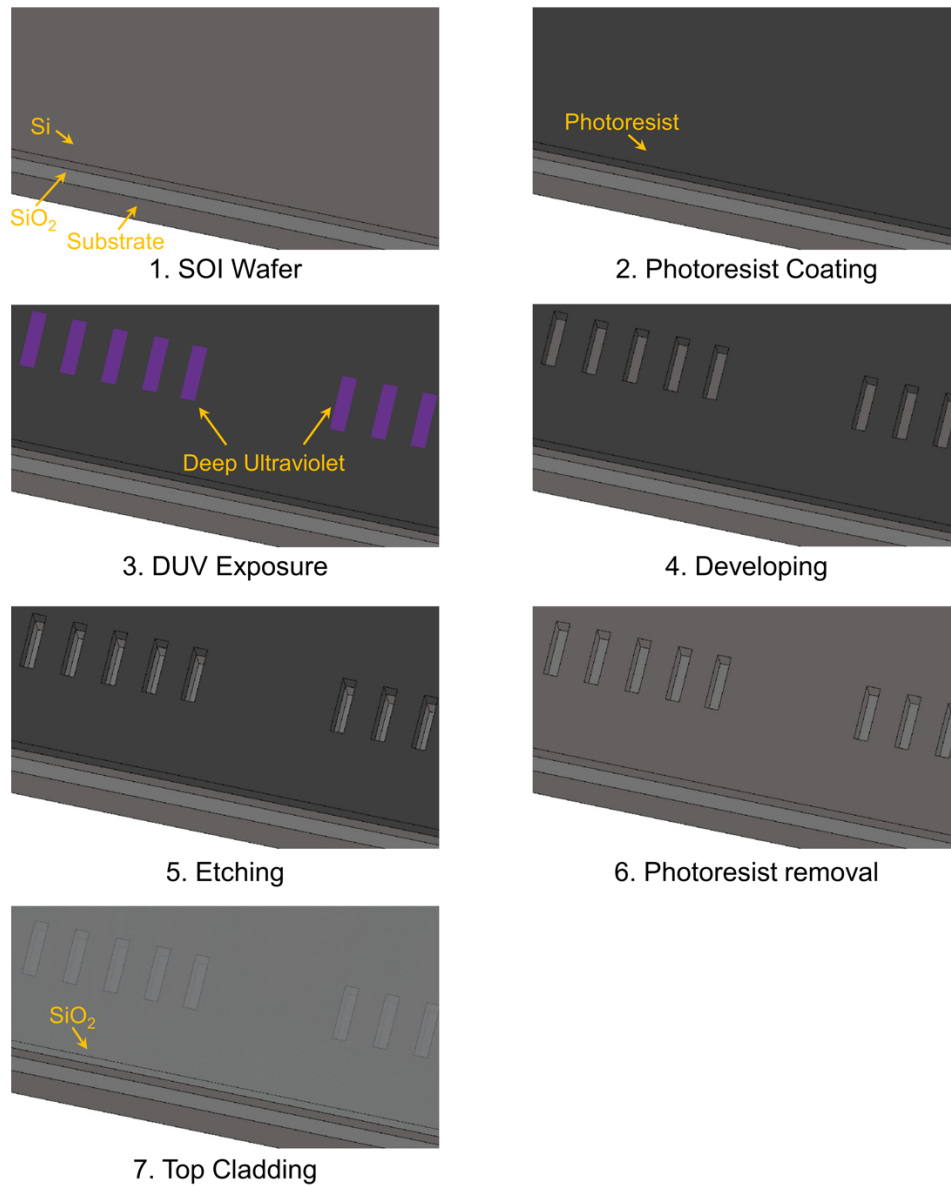 Si
SiO₂
Substrate
1. SOI Wafer
Photoresist
2. Photoresist Coating
Deep Ultraviolet
3. DUV Exposure
4. Developing
5. Etching
6. Photoresist removal
SiO₂
7. Top Cladding